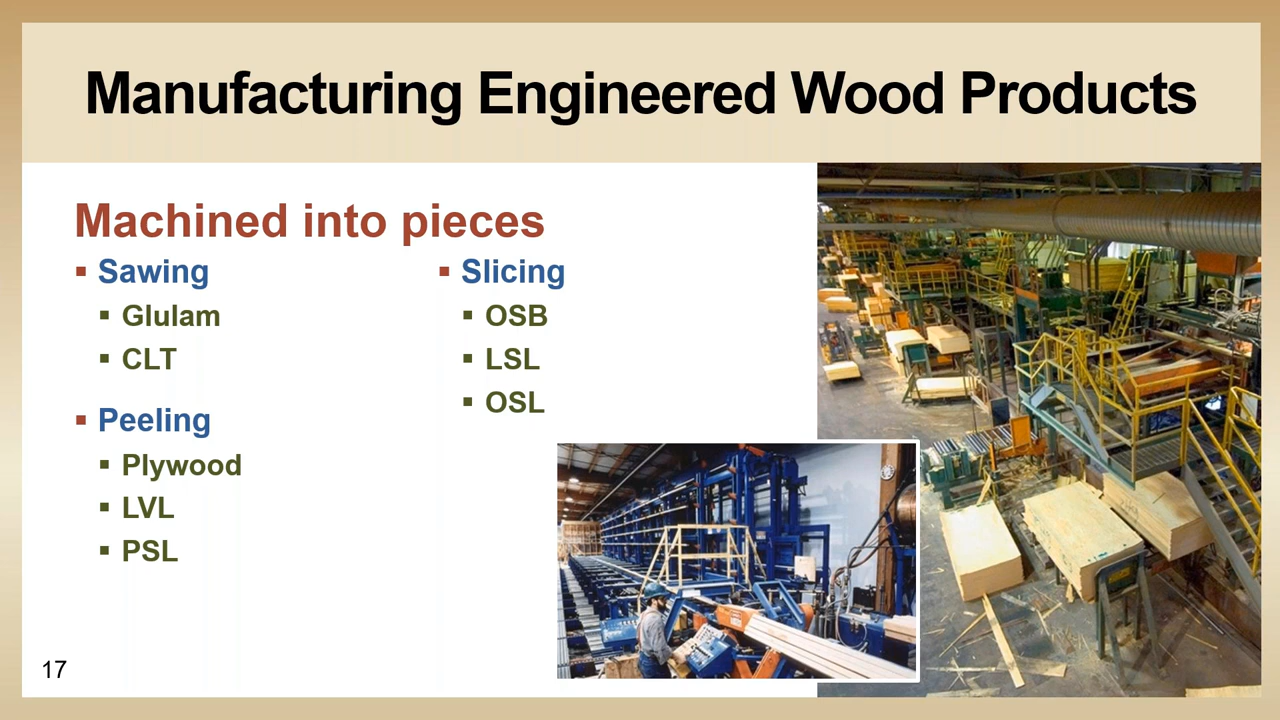 Manufacturing Engineered Wood Products
Machined into pieces
▪ Sawing
▪ Glulam
▪ CLT
▪ Peeling
▪ Plywood
▪ LVL
▪ PSL
▪ Slicing
▪ OSB
▪ LSL
▪ OSL
17